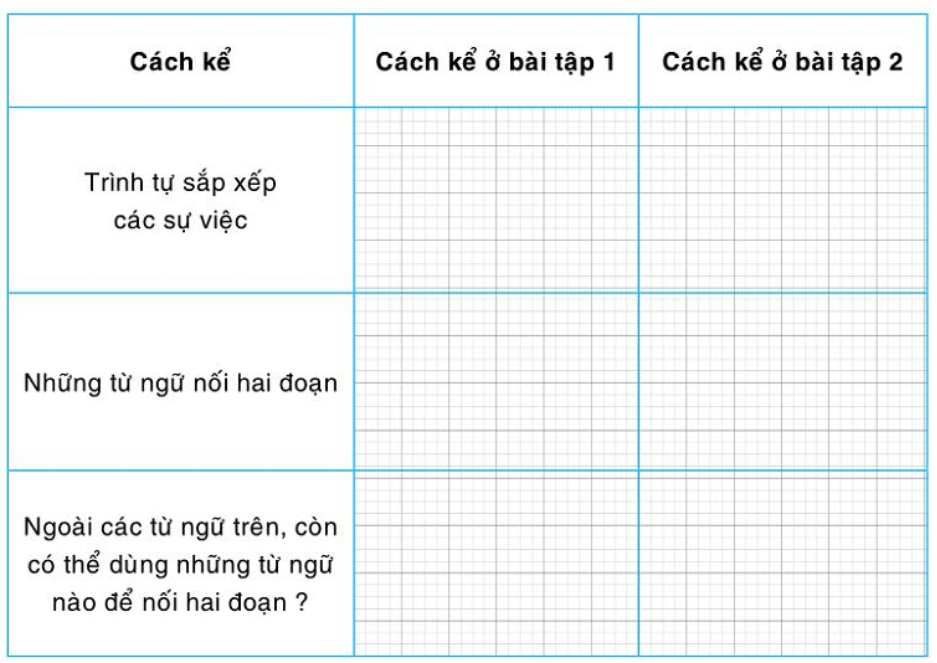 Cách kể
Cách kể ở bài tập 1
Cách kể ở bài tập 2
Trình tự sắp xếp
các sự việc
Những từ ngữ nối hai đoạn
Ngoài các từ ngữ trên, còn
có thể dùng những từ ngữ
nào để nối hai đoạn ?